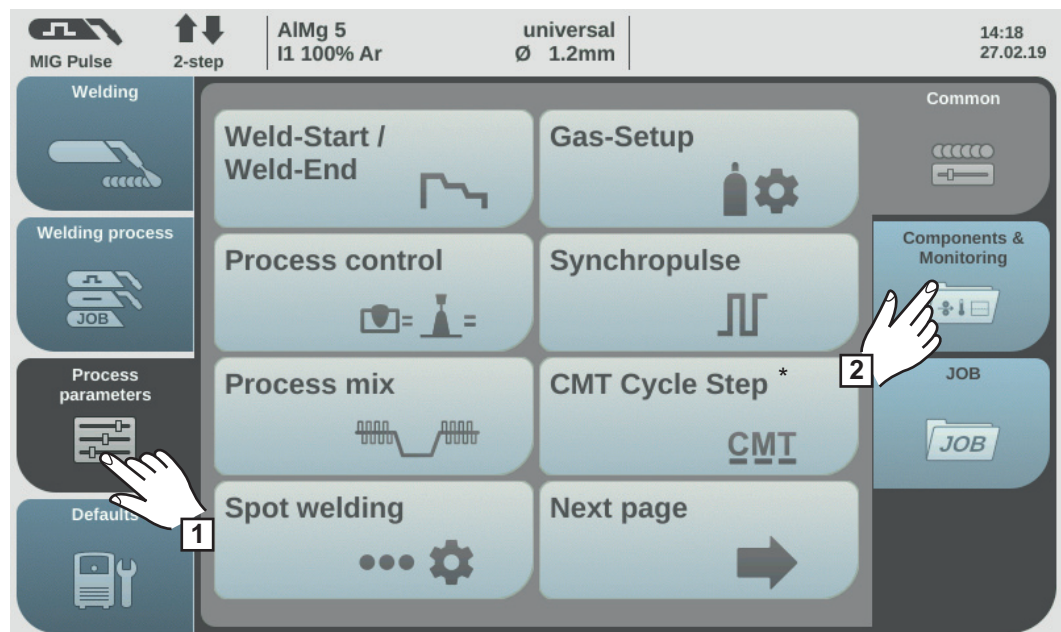 MIG Pulse
2-step
AlMg 5
I1 100% Ar
universal
Ø 1.2mm
14:18
27.02.19
Welding
Welding process
JOB
Process
parameters
1
Defaults
Weld-Start /
Weld-End
Gas-Setup
Process control
= =
Synchropulse
Process mix
CMT Cycle Step *
CMT
Spot welding
Next page
Common
Components &
Monitoring
2
JOB
JOB